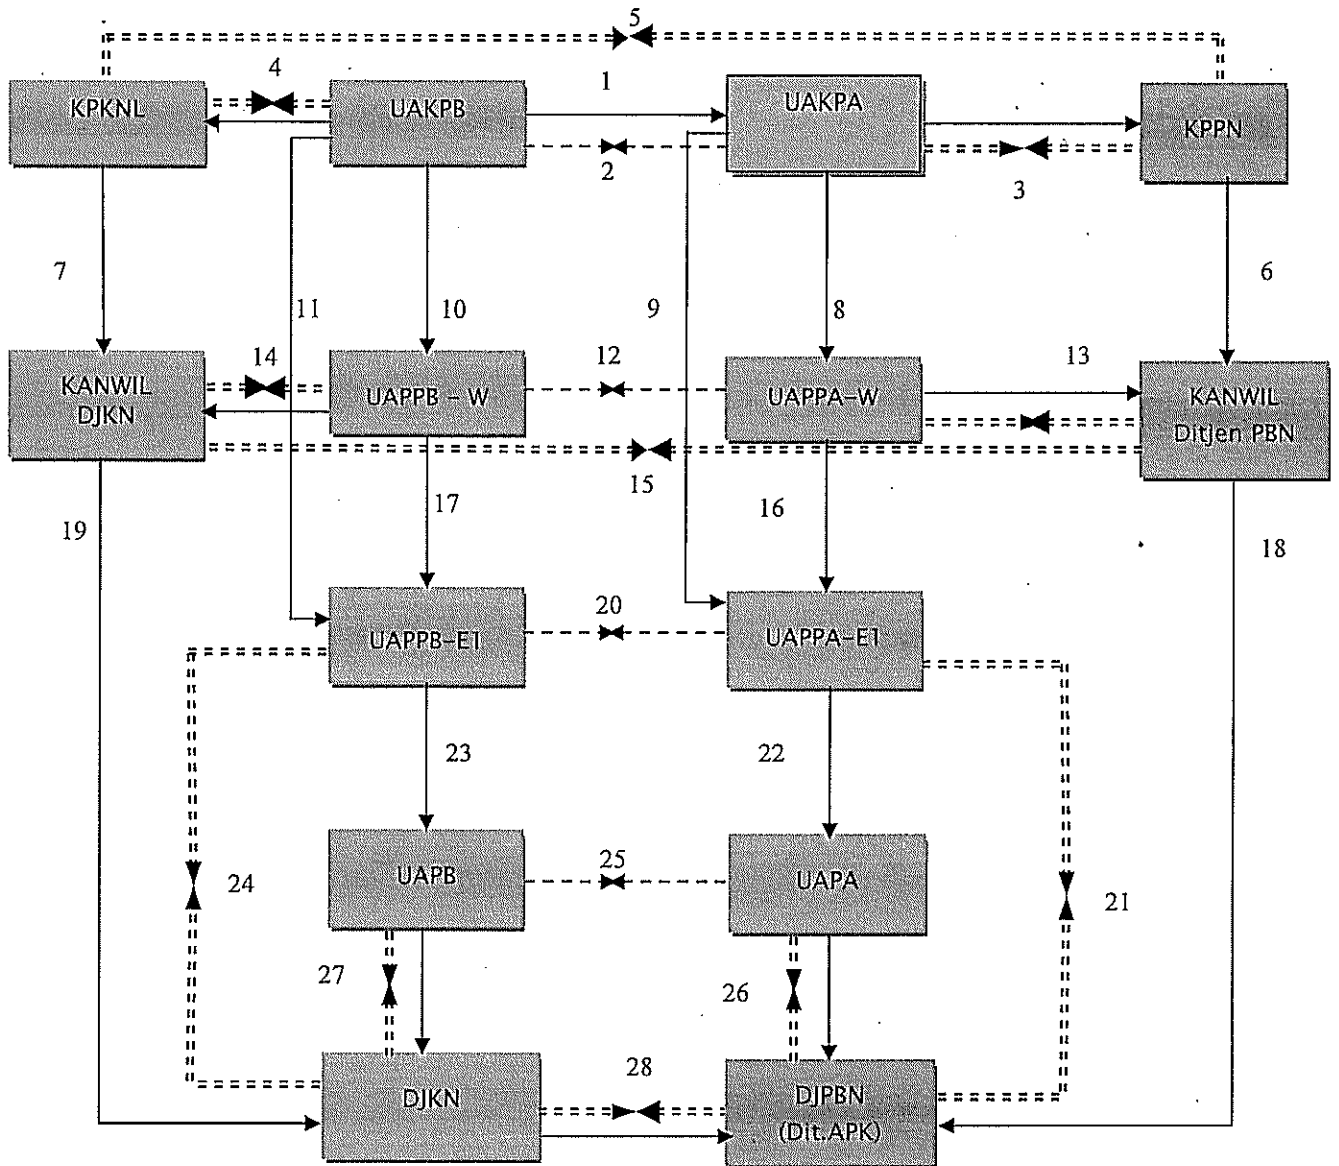 5
4
1
KPKNL
UAKPB
UAKPA
KPPN
2
3
7
11
10
9
8
6
14
12
13
KANWIL
DJKN
UAPPB - W
UAPPA-W
KANWIL
Ditjen PBN
15
19
17
16
18
20
UAPPB-E1
UAPPA-E1
23
22
25
24
UAPB
UAPA
21
27
26
28
DJKN
DJPBN
(Dit.APK)